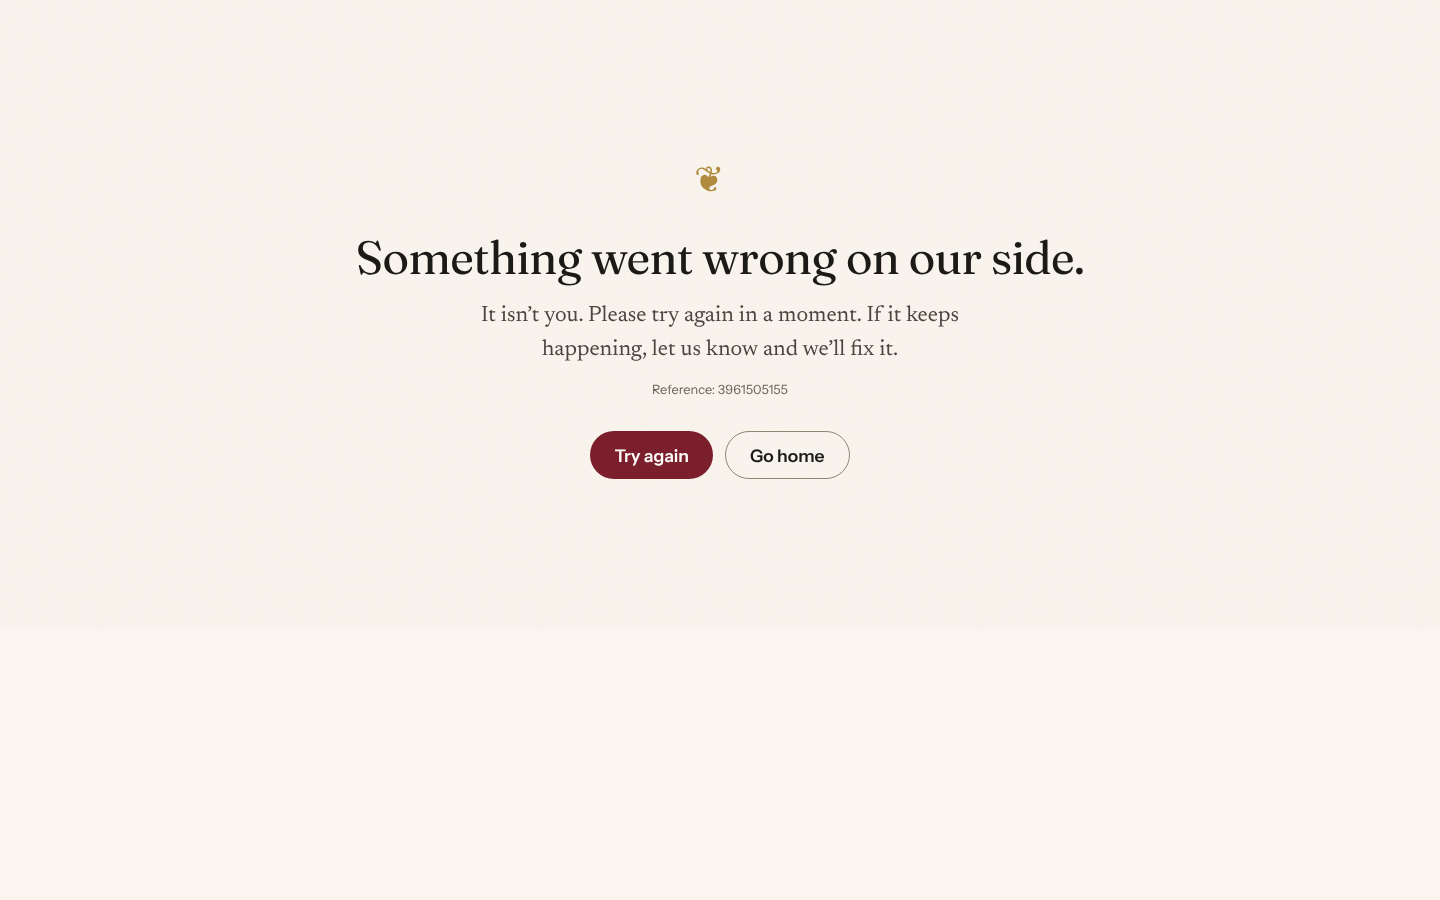 ❦
Something went wrong on our side.
It isn’t you. Please try again in a moment. If it keeps
happening, let us know and we’ll fix it.
Reference: 3961505155
Try again
Go home